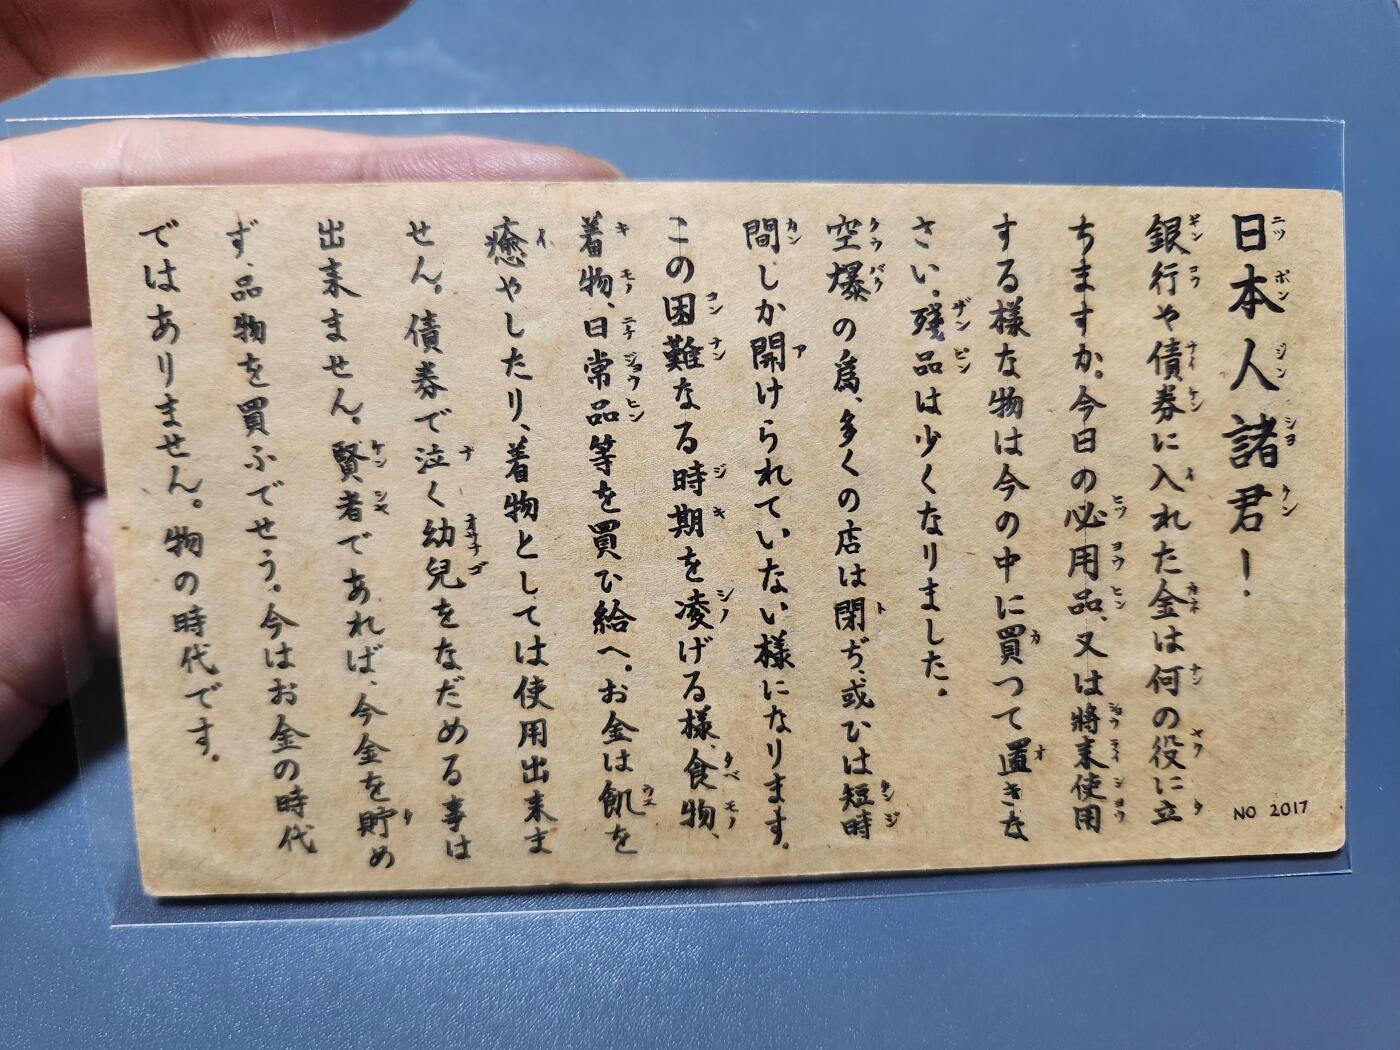 日本人諸君！
銀行や債券に入れた金は何の役に立
ちますか。今日の必用品、又は將来使用
する様な物は今の中に買つて置きな
さい。殘品は少くなりました。
空爆の為、多くの店は閉ぢ、或ひは短時
間しか開けられていない様になります。
この困難なる時期を凌げる様、食物、
着物、日常品等を買ひ給へ。お金は飢を
癒やしたり、着物としては使用出来ま
せん。債券で泣く幼兒をなだめる事は
出来ません。賢者であれば、今金を貯め
ず、品物を買ふでせう。今はお金の時代
ではありません。物の時代です。
NO 2017